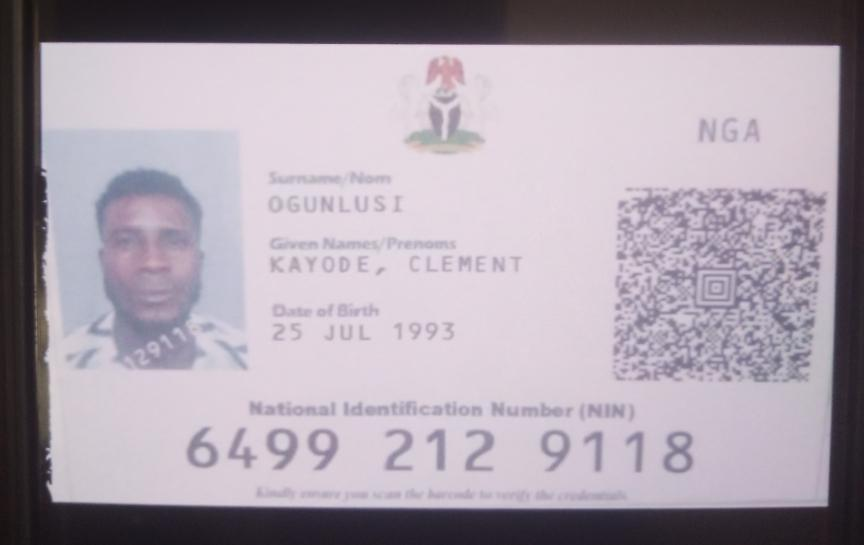 NGA
Surname/Nom
OGUNLUSI
Given Names/Prenoms
KAYODE, CLEMENT
Date of Birth
25 JUL 1993
National Identification Number (NIN)
6499 212 9118
Kindly ensure you scan the barcode to verify the credentials